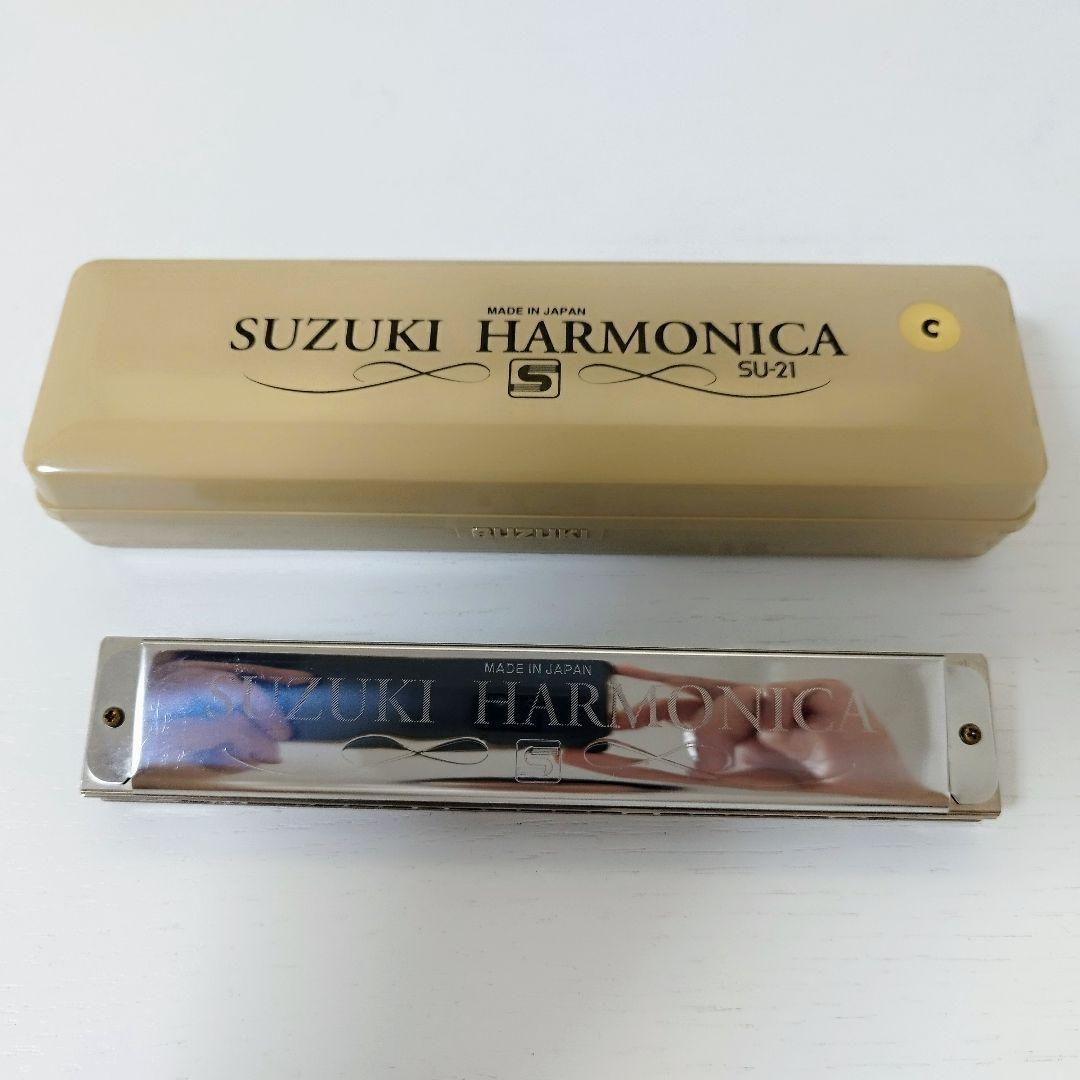 MADE IN JAPAN
SUZUKI HARMONICA
C
S
SU-21
SUZUKI
MADE IN JAPAN
SUZUKI HARMONICA
S